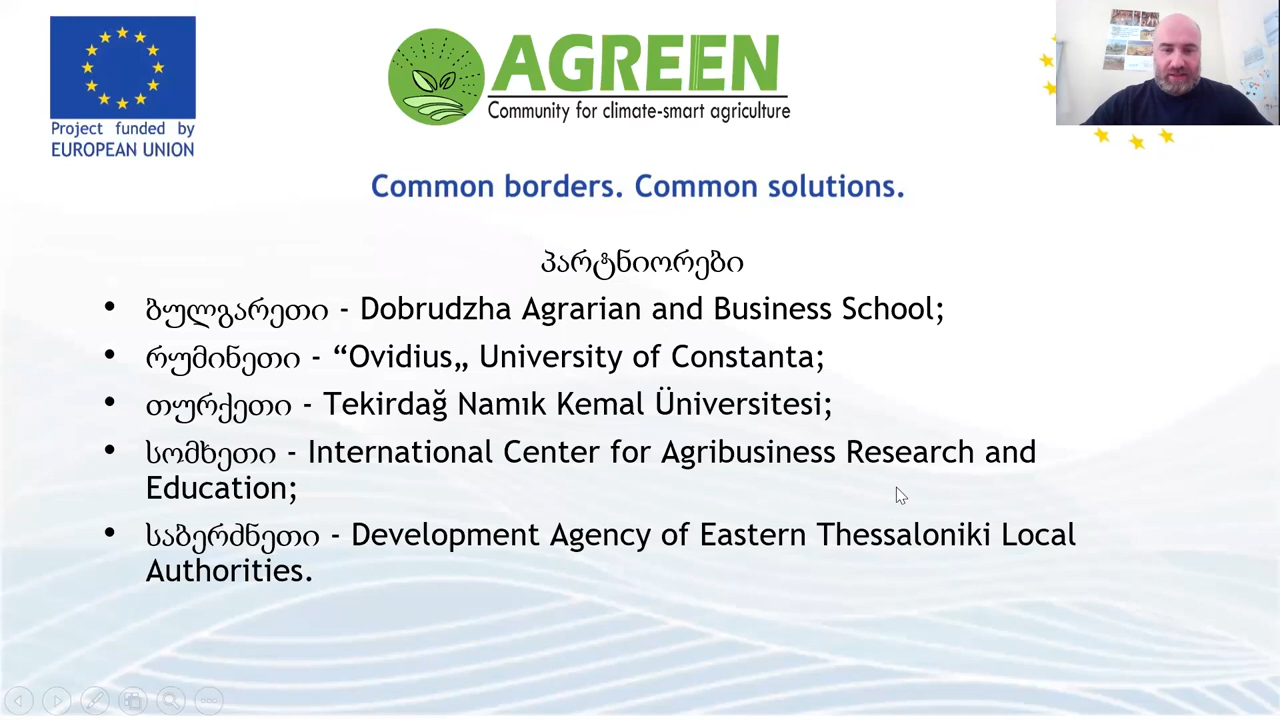 Project funded by
EUROPEAN UNION
AGREEN
Community for climate-smart agriculture
Common borders. Common solutions.
პარტნიორები
• ბულგარეთი - Dobrudzha Agrarian and Business School;
• რუმინეთი - “Ovidius„ University of Constanta;
• თურქეთი - Tekirdağ Namık Kemal Üniversitesi;
• სომხეთი - International Center for Agribusiness Research and
Education;
• საბერძნეთი - Development Agency of Eastern Thessaloniki Local
Authorities.